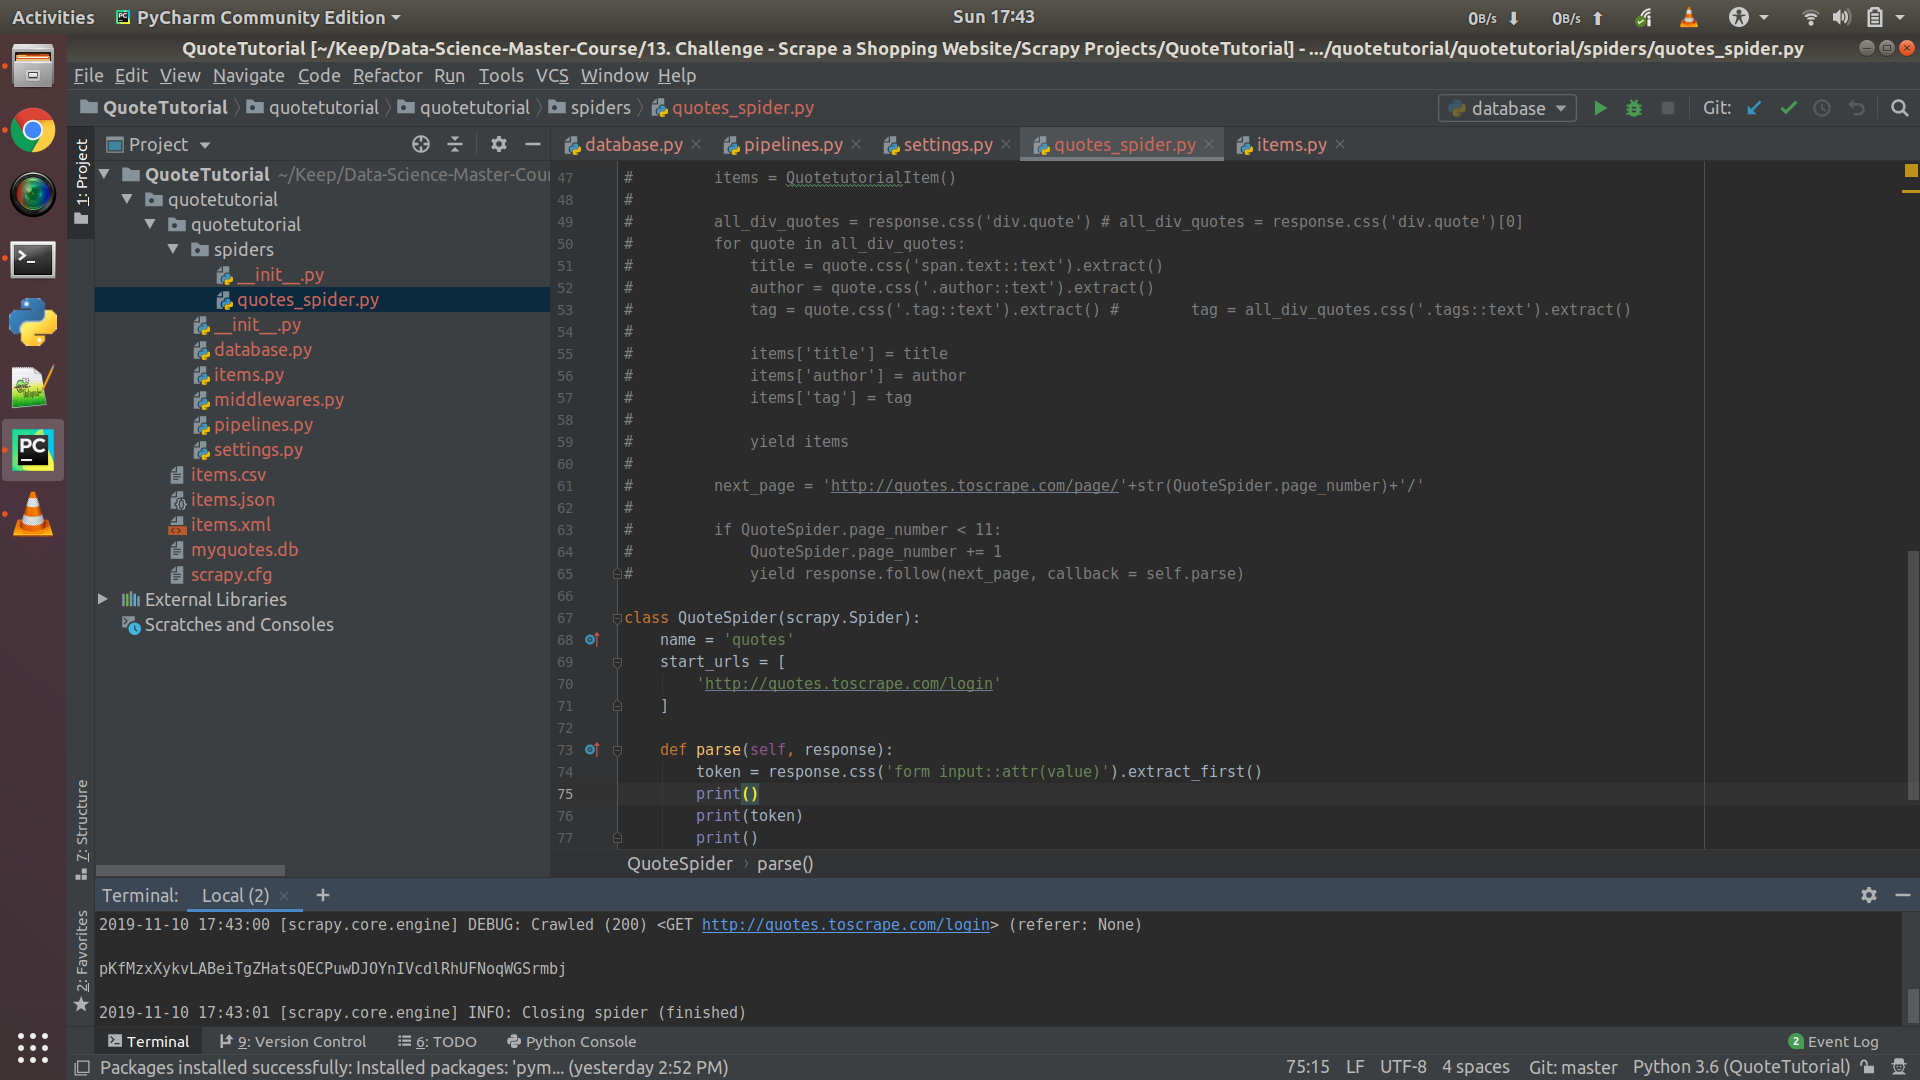 Activities PyCharm Community Edition Sun 17:43 0B/s 0B/s
QuoteTutorial [~/Keep/Data-Science-Master-Course/13. Challenge - Scrape a Shopping Website/Scrapy Projects/QuoteTutorial] - .../quotetutorial/quotetutorial/spiders/quotes_spider.py
File Edit View Navigate Code Refactor Run Tools VCS Window Help
QuoteTutorial quotetutorial quotetutorial spiders quotes_spider.py database Git:
1: Project
Project
QuoteTutorial ~/Keep/Data-Science-Master-Cour
quotetutorial
quotetutorial
spiders
__init__.py
quotes_spider.py
__init__.py
database.py
items.py
middlewares.py
pipelines.py
settings.py
items.csv
items.json
items.xml
myquotes.db
scrapy.cfg
External Libraries
Scratches and Consoles
7: Structure
2: Favorites
database.py pipelines.py settings.py quotes_spider.py items.py
47 #         items = QuotetutorialItem()
48 #
49 #         all_div_quotes = response.css('div.quote') # all_div_quotes = response.css('div.quote')[0]
50 #         for quote in all_div_quotes:
51 #             title = quote.css('span.text::text').extract()
52 #             author = quote.css('.author::text').extract()
53 #             tag = quote.css('.tag::text').extract() #        tag = all_div_quotes.css('.tags::text').extract()
54 #
55 #             items['title'] = title
56 #             items['author'] = author
57 #             items['tag'] = tag
58 #
59 #             yield items
60 #
61 #         next_page = 'http://quotes.toscrape.com/page/'+str(QuoteSpider.page_number)+'/'
62 #
63 #         if QuoteSpider.page_number < 11:
64 #             QuoteSpider.page_number += 1
65 #             yield response.follow(next_page, callback = self.parse)
66
67 class QuoteSpider(scrapy.Spider):
68     name = 'quotes'
69     start_urls = [
70         'http://quotes.toscrape.com/login'
71     ]
72
73     def parse(self, response):
74         token = response.css('form input::attr(value)').extract_first()
75         print()
76         print(token)
77         print()
QuoteSpider › parse()
Terminal: Local (2) +
2019-11-10 17:43:00 [scrapy.core.engine] DEBUG: Crawled (200) <GET http://quotes.toscrape.com/login> (referer: None)
pKfMzxXykvLABeiTgZHatsQECPuwDJOYnIVcdlRhUFNoqWGSrmbj
2019-11-10 17:43:01 [scrapy.core.engine] INFO: Closing spider (finished)
Terminal 9: Version Control 6: TODO Python Console 2 Event Log
Packages installed successfully: Installed packages: 'pym... (yesterday 2:52 PM) 75:15 LF UTF-8 4 spaces Git: master Python 3.6 (QuoteTutorial)